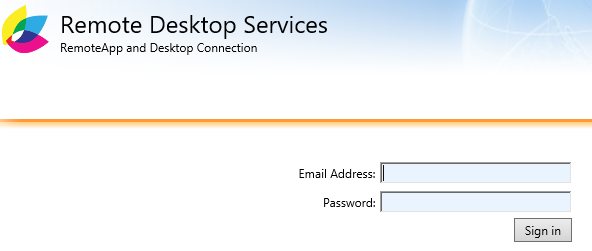 Remote Desktop Services
RemoteApp and Desktop Connection
Email Address:
Password:
Sign in